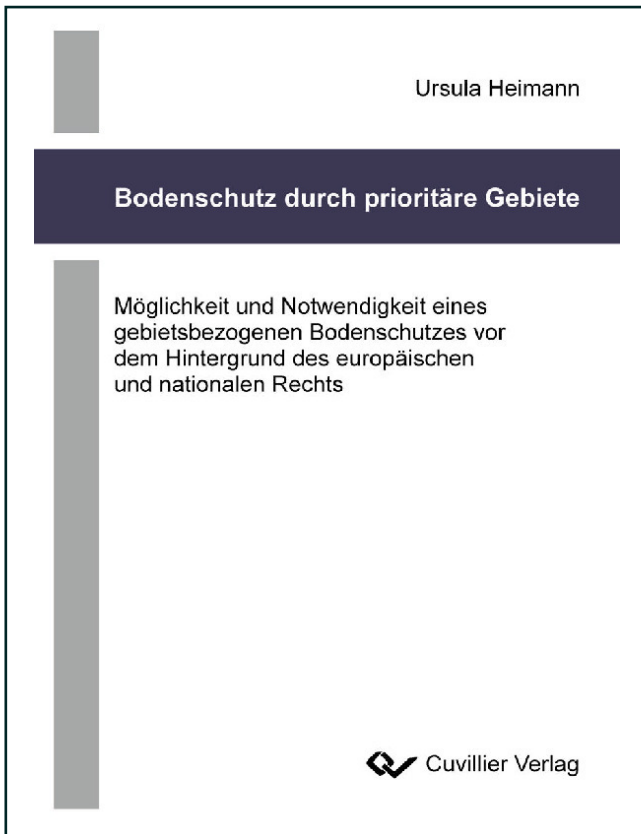 Ursula Heimann
Bodenschutz durch prioritäre Gebiete
Möglichkeit und Notwendigkeit eines
gebietsbezogenen Bodenschutzes vor
dem Hintergrund des europäischen
und nationalen Rechts
Cuvillier Verlag